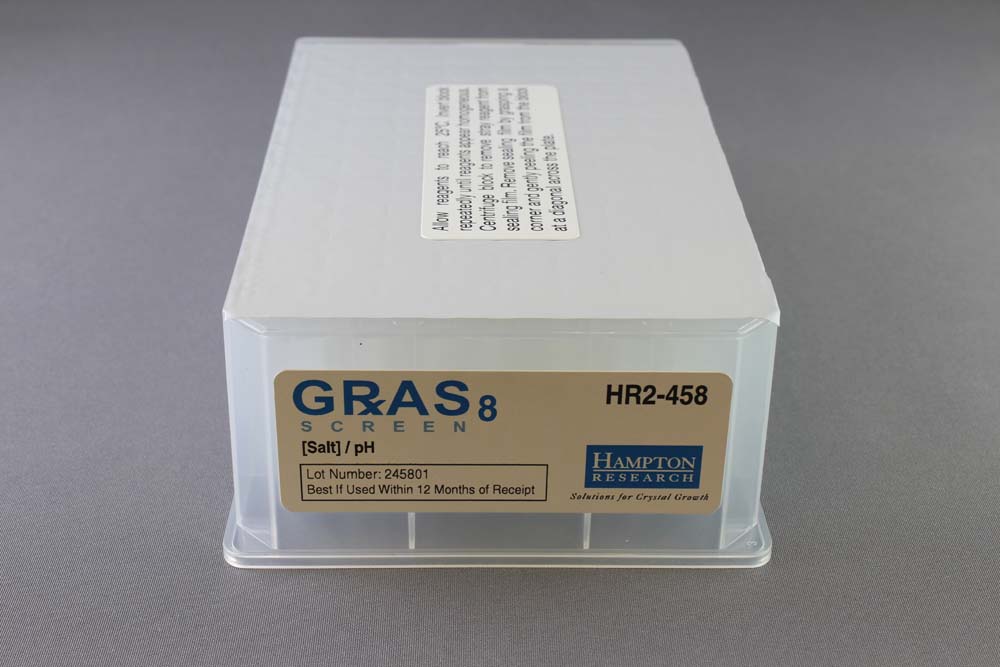 Allow reagents to reach 25°C. Invert block
repeatedly until reagents appear homogeneous.
Centrifuge block to remove stray reagent from
sealing film. Remove sealing film by grasping a
corner and gently peeling the film from the block
at a diagonal across the plate.
GRxAS 8
SCREEN
HR2-458
[Salt] / pH
Lot Number: 245801
Best If Used Within 12 Months of Receipt
HAMPTON
RESEARCH
Solutions for Crystal Growth